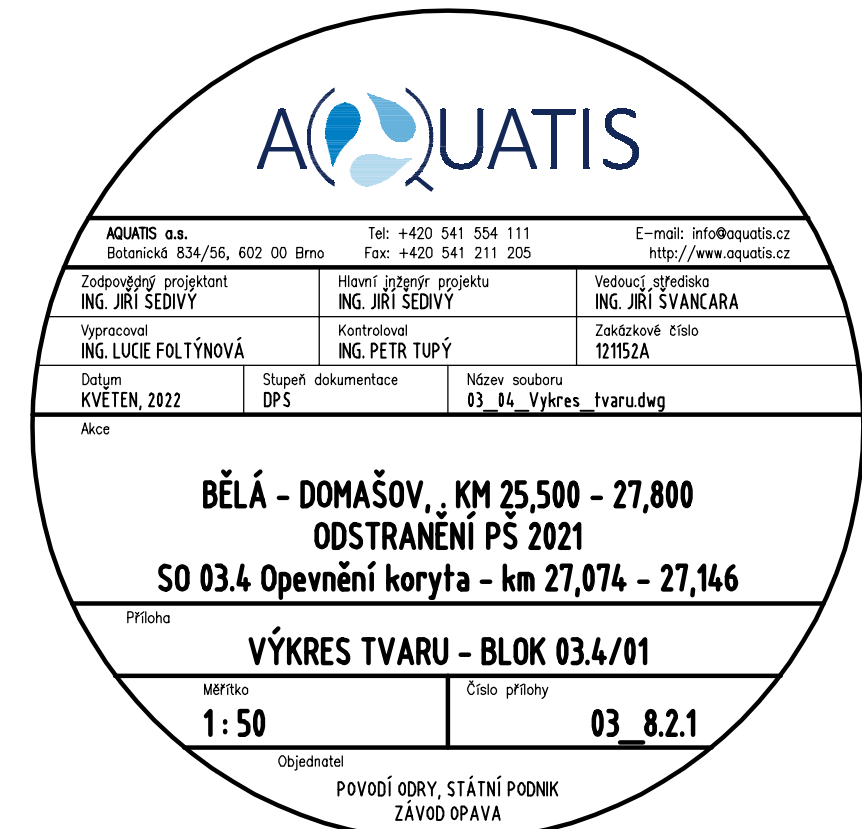 AQUATIS
AQUATIS a.s. Tel: +420 541 554 111 E-mail: info@aquatis.cz
Botanická 834/56, 602 00 Brno Fax: +420 541 211 205 http://www.aquatis.cz
Zodpovědný projektant Hlavní inženýr projektu Vedoucí střediska
ING. JIŘÍ ŠEDIVÝ ING. JIŘÍ ŠEDIVÝ ING. JIŘÍ ŠVANCARA
Vypracoval Kontroloval Zakázkové číslo
ING. LUCIE FOLTÝNOVÁ ING. PETR TUPÝ 121152A
Datum Stupeň dokumentace Název souboru
KVĚTEN, 2022 DPS 03_04_Vykres_tvaru.dwg
Akce
BĚLÁ - DOMAŠOV, . KM 25,500 - 27,800
ODSTRANĚNÍ PŠ 2021
SO 03.4 Opevnění koryta - km 27,074 - 27,146
Příloha
VÝKRES TVARU - BLOK 03.4/01
Měřítko Číslo přílohy
1 : 50 03_8.2.1
Objednatel
POVODÍ ODRY, STÁTNÍ PODNIK
ZÁVOD OPAVA